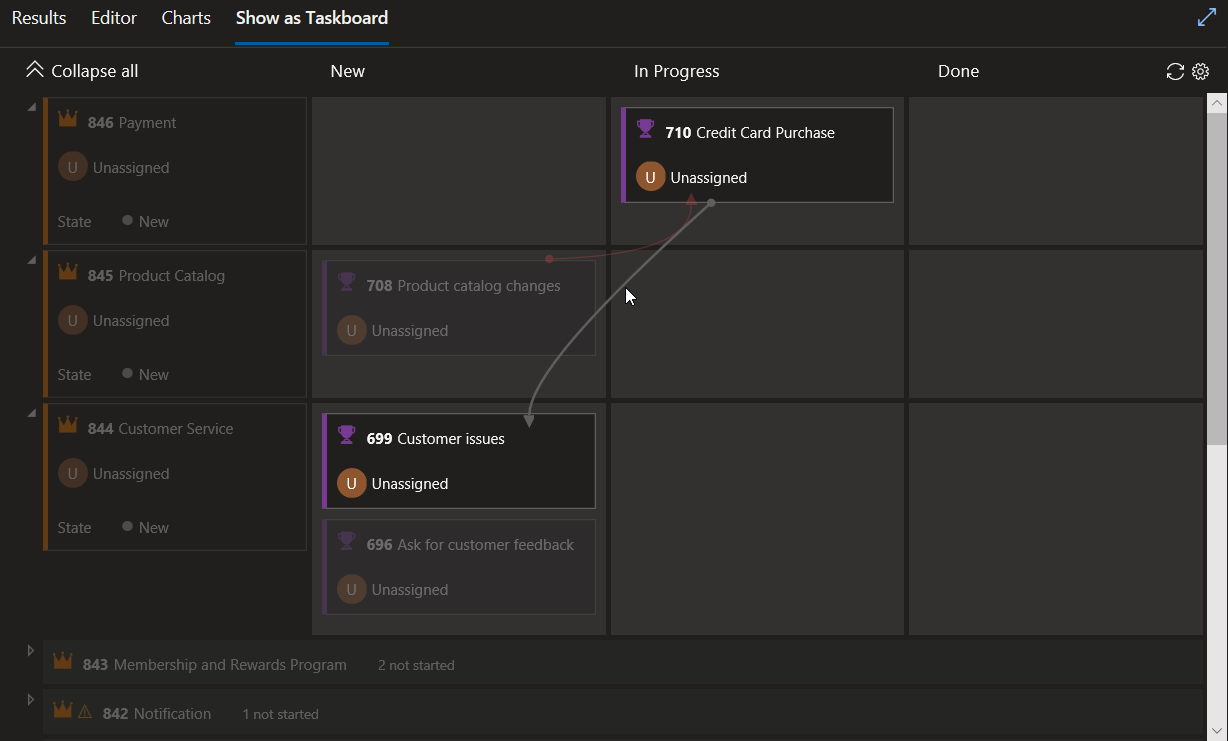 Results Editor Charts Show as Taskboard
Collapse all New In Progress Done
846 Payment
U Unassigned
State New
710 Credit Card Purchase
U Unassigned
845 Product Catalog
U Unassigned
State New
708 Product catalog changes
U Unassigned
844 Customer Service
U Unassigned
State New
699 Customer issues
U Unassigned
696 Ask for customer feedback
U Unassigned
843 Membership and Rewards Program 2 not started
842 Notification 1 not started